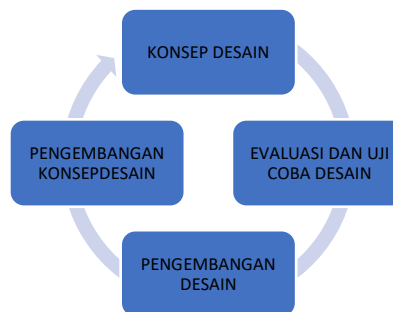 KONSEP DESAIN
EVALUASI DAN UJI
COBA DESAIN
PENGEMBANGAN
DESAIN
PENGEMBANGAN
KONSEPDESAIN